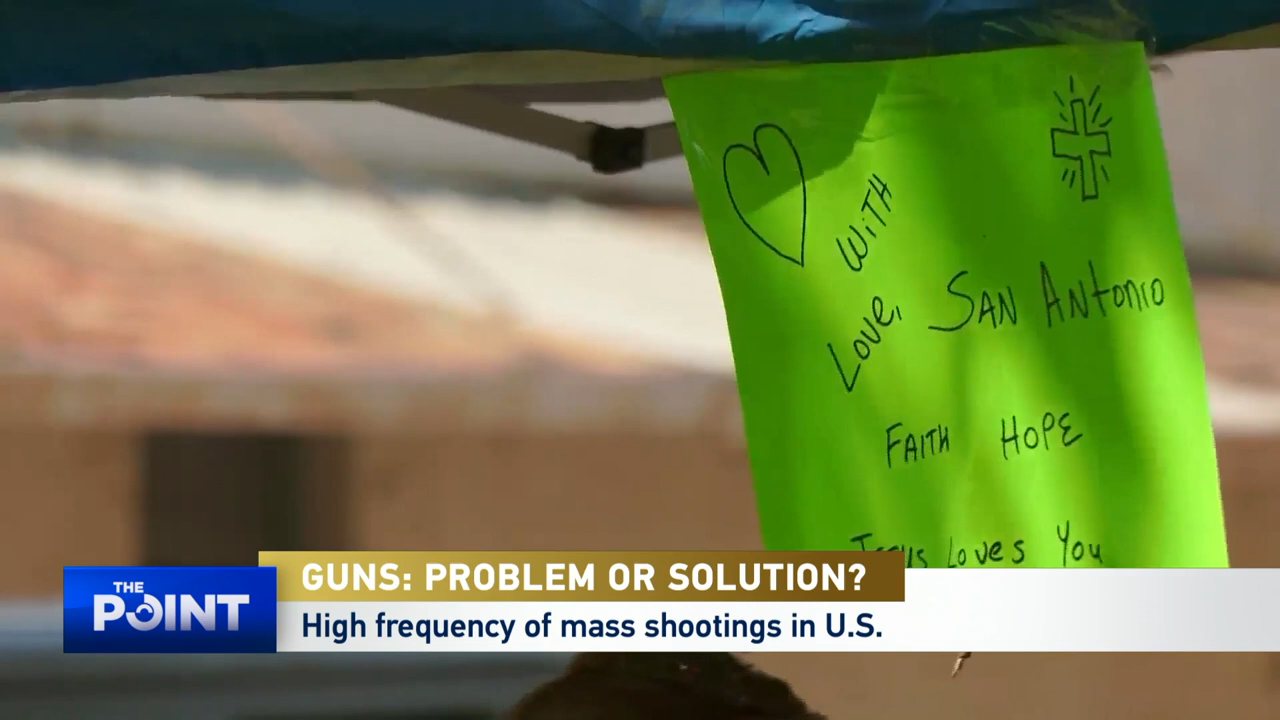 WiTH
Love, SAN ANtoNIO
FAITH HOPE
Jesus Loves You
GUNS: PROBLEM OR SOLUTION?
THE
POINT
High frequency of mass shootings in U.S.